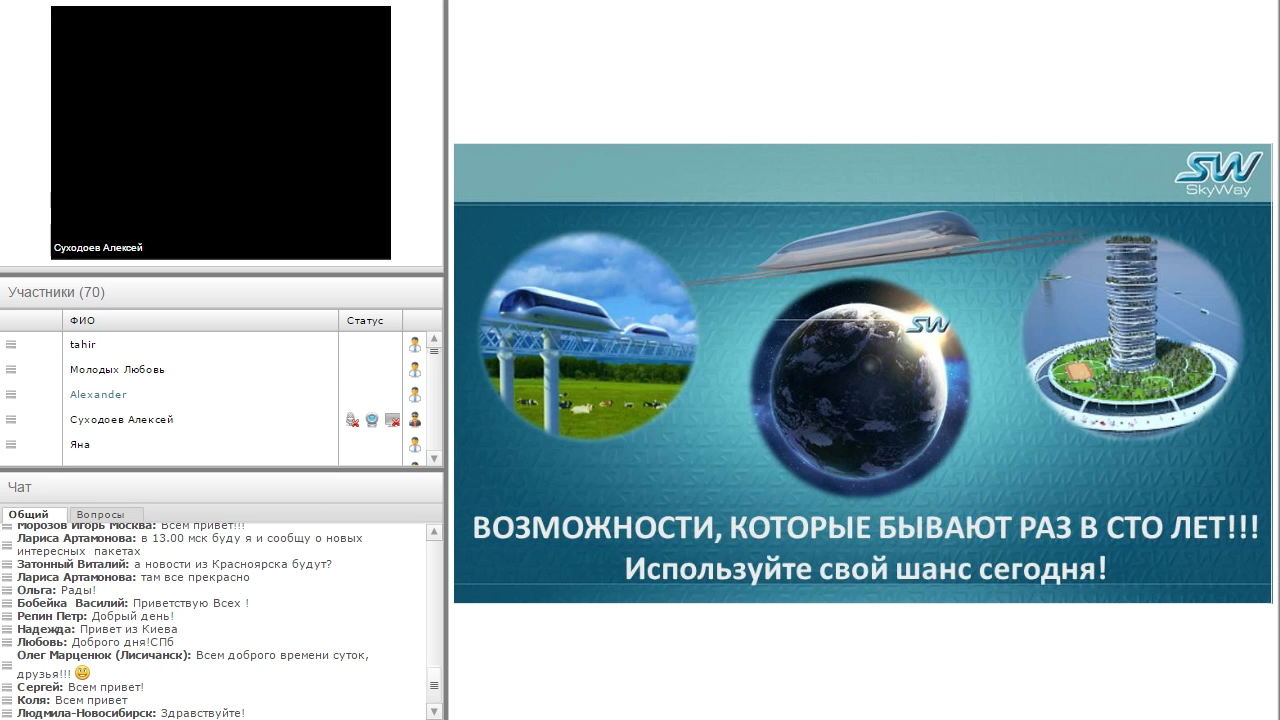 Суходоев Алексей
Участники (70)
ФИО
Статус
tahir
Молодых Любовь
Alexander
Суходоев Алексей
Яна
Чат
Общий
Вопросы
Морозов Игорь Москва: Всем привет!!!
Лариса Артамонова: в 13.00 мск буду я и сообщу о новых
интересных пакетах
Затонный Виталий: а новости из Красноярска будут?
Лариса Артамонова: там все прекрасно
Ольга: Рады!
Бобейка Василий: Приветствую Всех !
Репин Петр: Добрый день!
Надежда: Привет из Киева
Любовь: Доброго дня!СПб
Олег Марценюк (Лисичанск): Всем доброго времени суток,
друзья!!!
Сергей: Всем привет!
Коля: Всем привет
Людмила-Новосибирск: Здравствуйте!
SW
SkyWay
SW
ВОЗМОЖНОСТИ, КОТОРЫЕ БЫВАЮТ РАЗ В СТО ЛЕТ!!!
Используйте свой шанс сегодня!